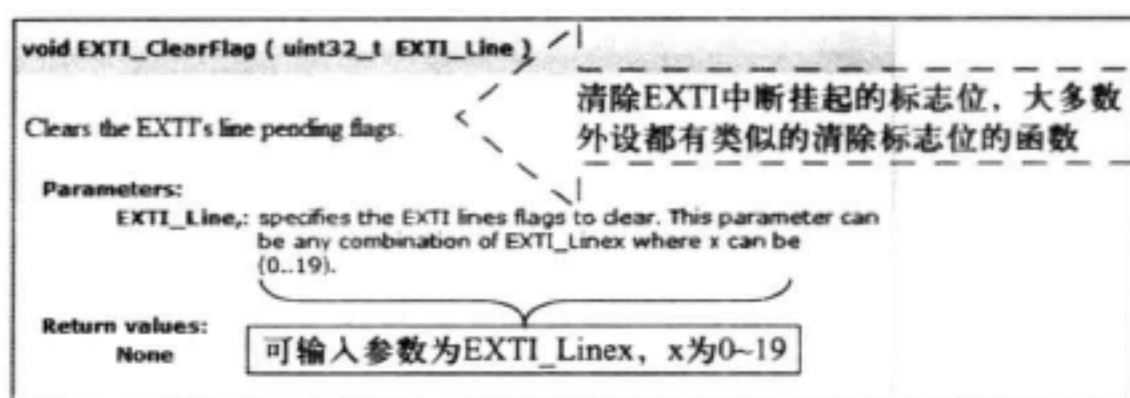 void EXTI_ClearFlag ( uint32_t EXTI_Line )
清除EXTI中断挂起的标志位，大多数
外设都有类似的清除标志位的函数
Clears the EXTI's line pending flags.
Parameters:
EXTI_Line,: specifies the EXTI lines flags to clear. This parameter can
be any combination of EXTI_Linex where x can be
(0..19).
Return values:
None
可输入参数为EXTI_Linex，x为0~19